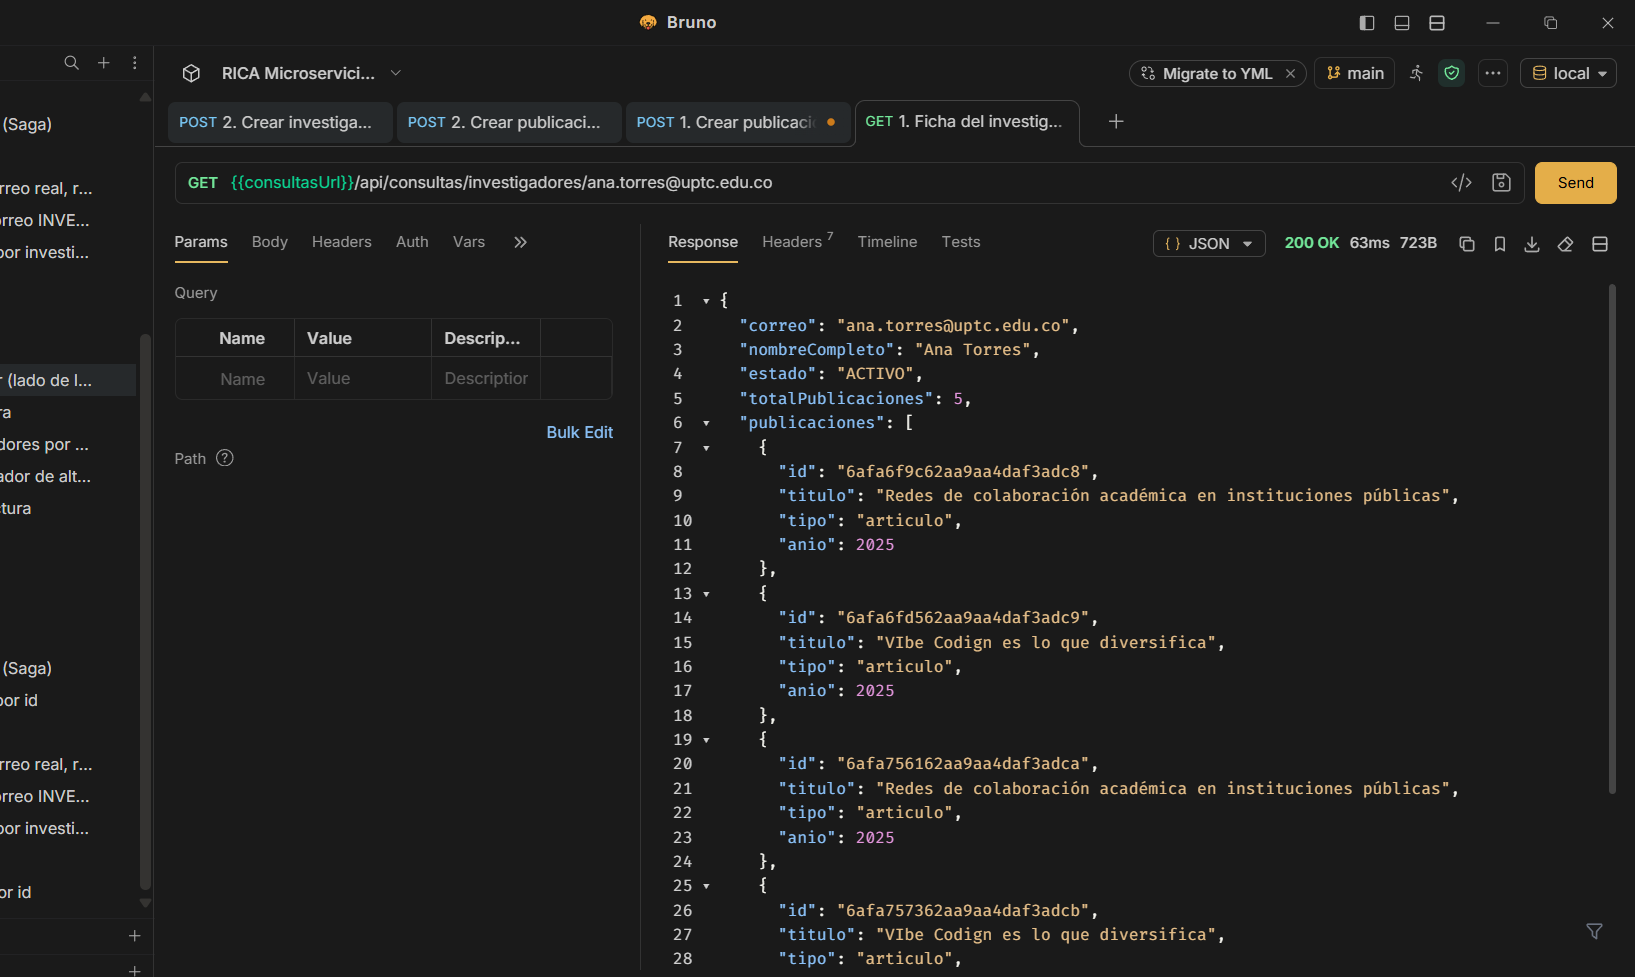 Bruno
RICA Microservici...
Migrate to YML
main
local
POST 2. Crear investiga...
POST 2. Crear publicaci...
POST 1. Crear publicaci
GET 1. Ficha del investig...
GET {{consultasUrl}}/api/consultas/investigadores/ana.torres@uptc.edu.co
Send
(Saga)
rreo real, r...
orreo INVE...
por investi...
r (lado de l...
ra
dores por ...
ador de alt...
tura
(Saga)
por id
rreo real, r...
orreo INVE...
por investi...
or id
Params
Body
Headers
Auth
Vars
Query
Name
Value
Descrip...
Name
Value
Description
Bulk Edit
Path
Response
Headers 7
Timeline
Tests
{ } JSON
200 OK
63ms
723B
1 {
2 "correo": "ana.torres@uptc.edu.co",
3 "nombreCompleto": "Ana Torres",
4 "estado": "ACTIVO",
5 "totalPublicaciones": 5,
6 "publicaciones": [
7 {
8 "id": "6afa6f9c62aa9aa4daf3adc8",
9 "titulo": "Redes de colaboración académica en instituciones públicas",
10 "tipo": "articulo",
11 "anio": 2025
12 },
13 {
14 "id": "6afa6fd562aa9aa4daf3adc9",
15 "titulo": "VIbe Codign es lo que diversifica",
16 "tipo": "articulo",
17 "anio": 2025
18 },
19 {
20 "id": "6afa756162aa9aa4daf3adca",
21 "titulo": "Redes de colaboración académica en instituciones públicas",
22 "tipo": "articulo",
23 "anio": 2025
24 },
25 {
26 "id": "6afa757362aa9aa4daf3adcb",
27 "titulo": "VIbe Codign es lo que diversifica",
28 "tipo": "articulo",